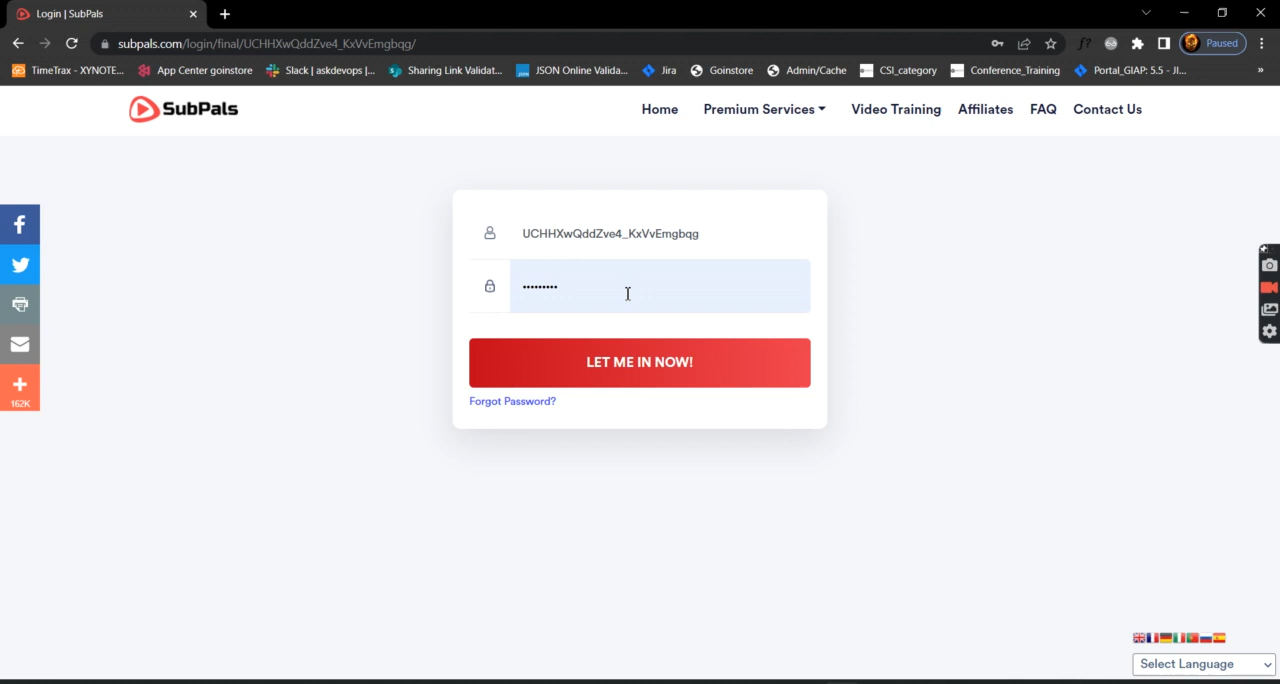 Login | SubPals
subpals.com/login/final/UCHHXwQddZve4_KxVvEmgbqg/
Paused
TimeTrax - XYNOTE...
App Center goinstore
Slack | askdevops |...
Sharing Link Validat...
JSON Online Valida...
Jira
Goinstore
Admin/Cache
CSI_category
Conference_Training
Portal_GIAP: 5.5 - JI...
»
SubPals
Home
Premium Services
Video Training
Affiliates
FAQ
Contact Us
UCHHXwQddZve4_KxVvEmgbqg
•••••••••
LET ME IN NOW!
Forgot Password?
162K
Select Language